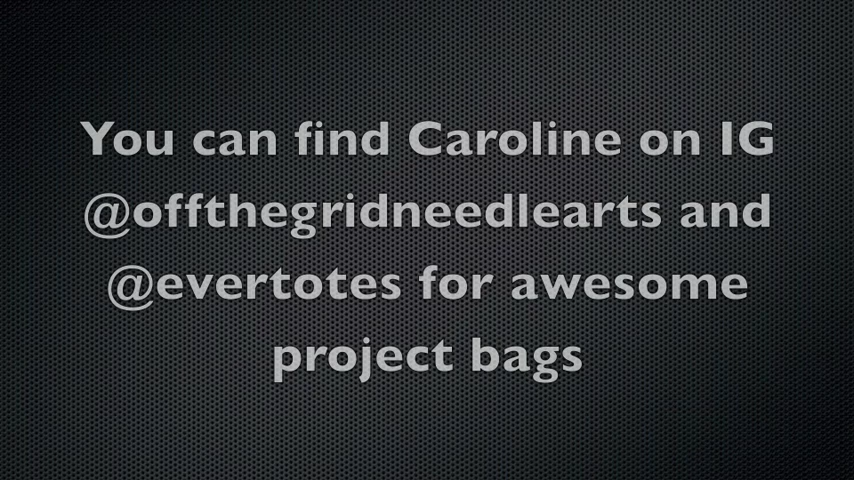 You can find Caroline on IG
@offthegridneedlearts and
@evertotes for awesome
project bags